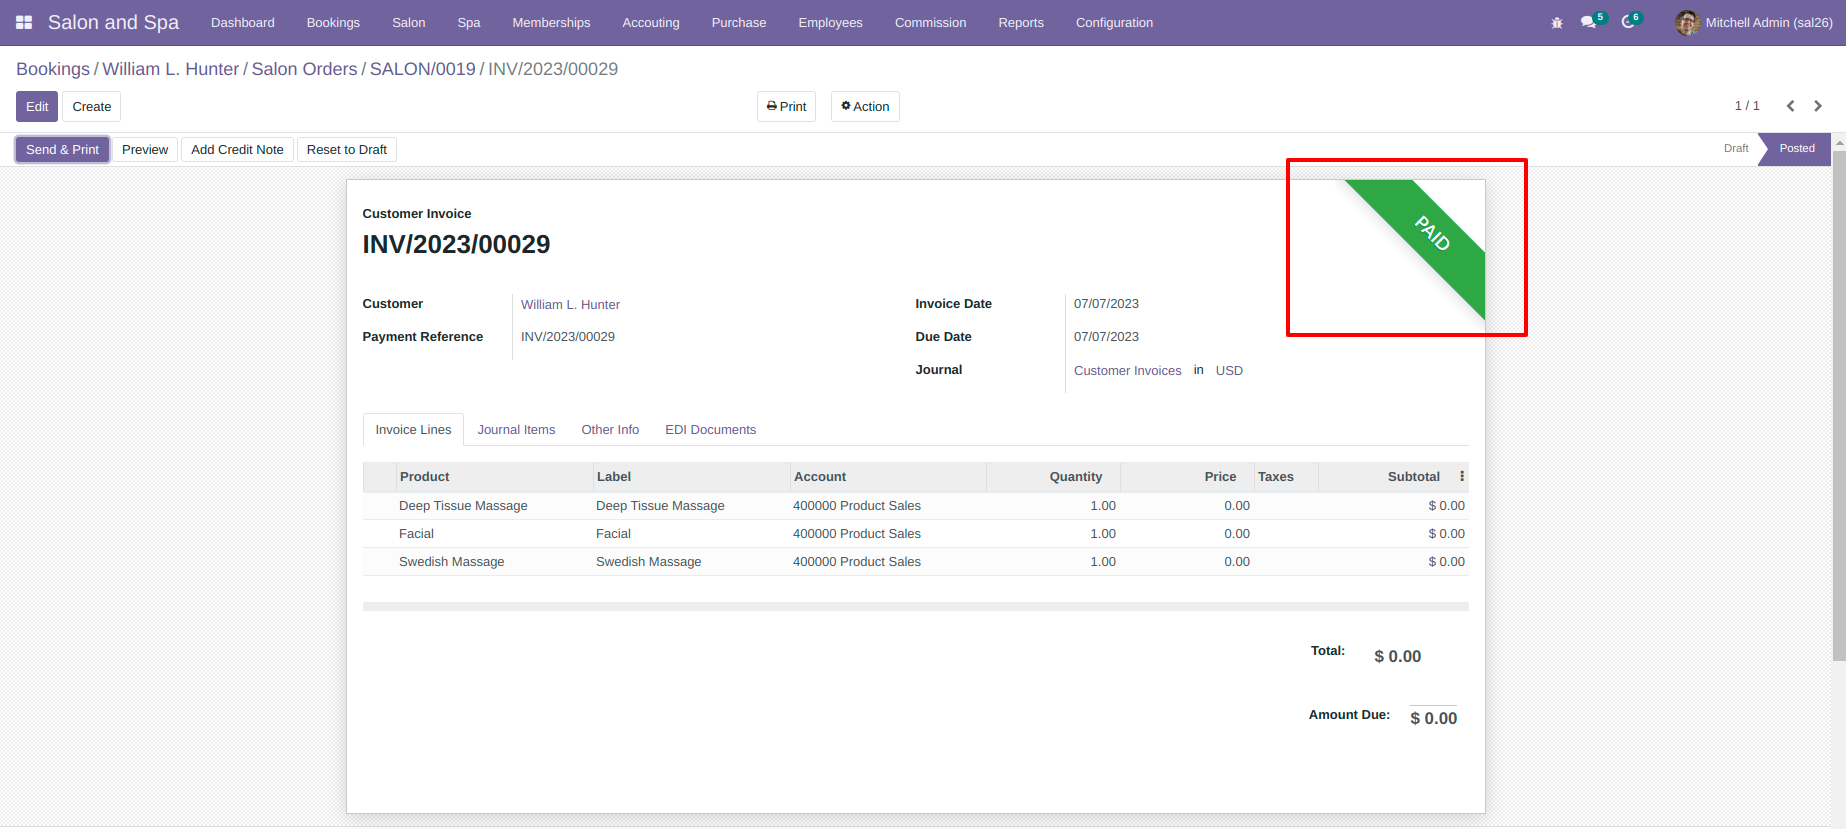 Salon and Spa Dashboard Bookings Salon Spa Memberships Accouting Purchase Employees Commission Reports Configuration 5 6 Mitchell Admin (sal26)
Bookings / William L. Hunter / Salon Orders / SALON/0019 / INV/2023/00029
Edit Create Print Action 1 / 1
Send & Print Preview Add Credit Note Reset to Draft Draft Posted
PAID
Customer Invoice
INV/2023/00029
Customer William L. Hunter Invoice Date 07/07/2023
Payment Reference INV/2023/00029 Due Date 07/07/2023
Journal Customer Invoices in USD
Invoice Lines Journal Items Other Info EDI Documents
Product Label Account Quantity Price Taxes Subtotal
Deep Tissue Massage Deep Tissue Massage 400000 Product Sales 1.00 0.00 $ 0.00
Facial Facial 400000 Product Sales 1.00 0.00 $ 0.00
Swedish Massage Swedish Massage 400000 Product Sales 1.00 0.00 $ 0.00
Total: $ 0.00
Amount Due: $ 0.00